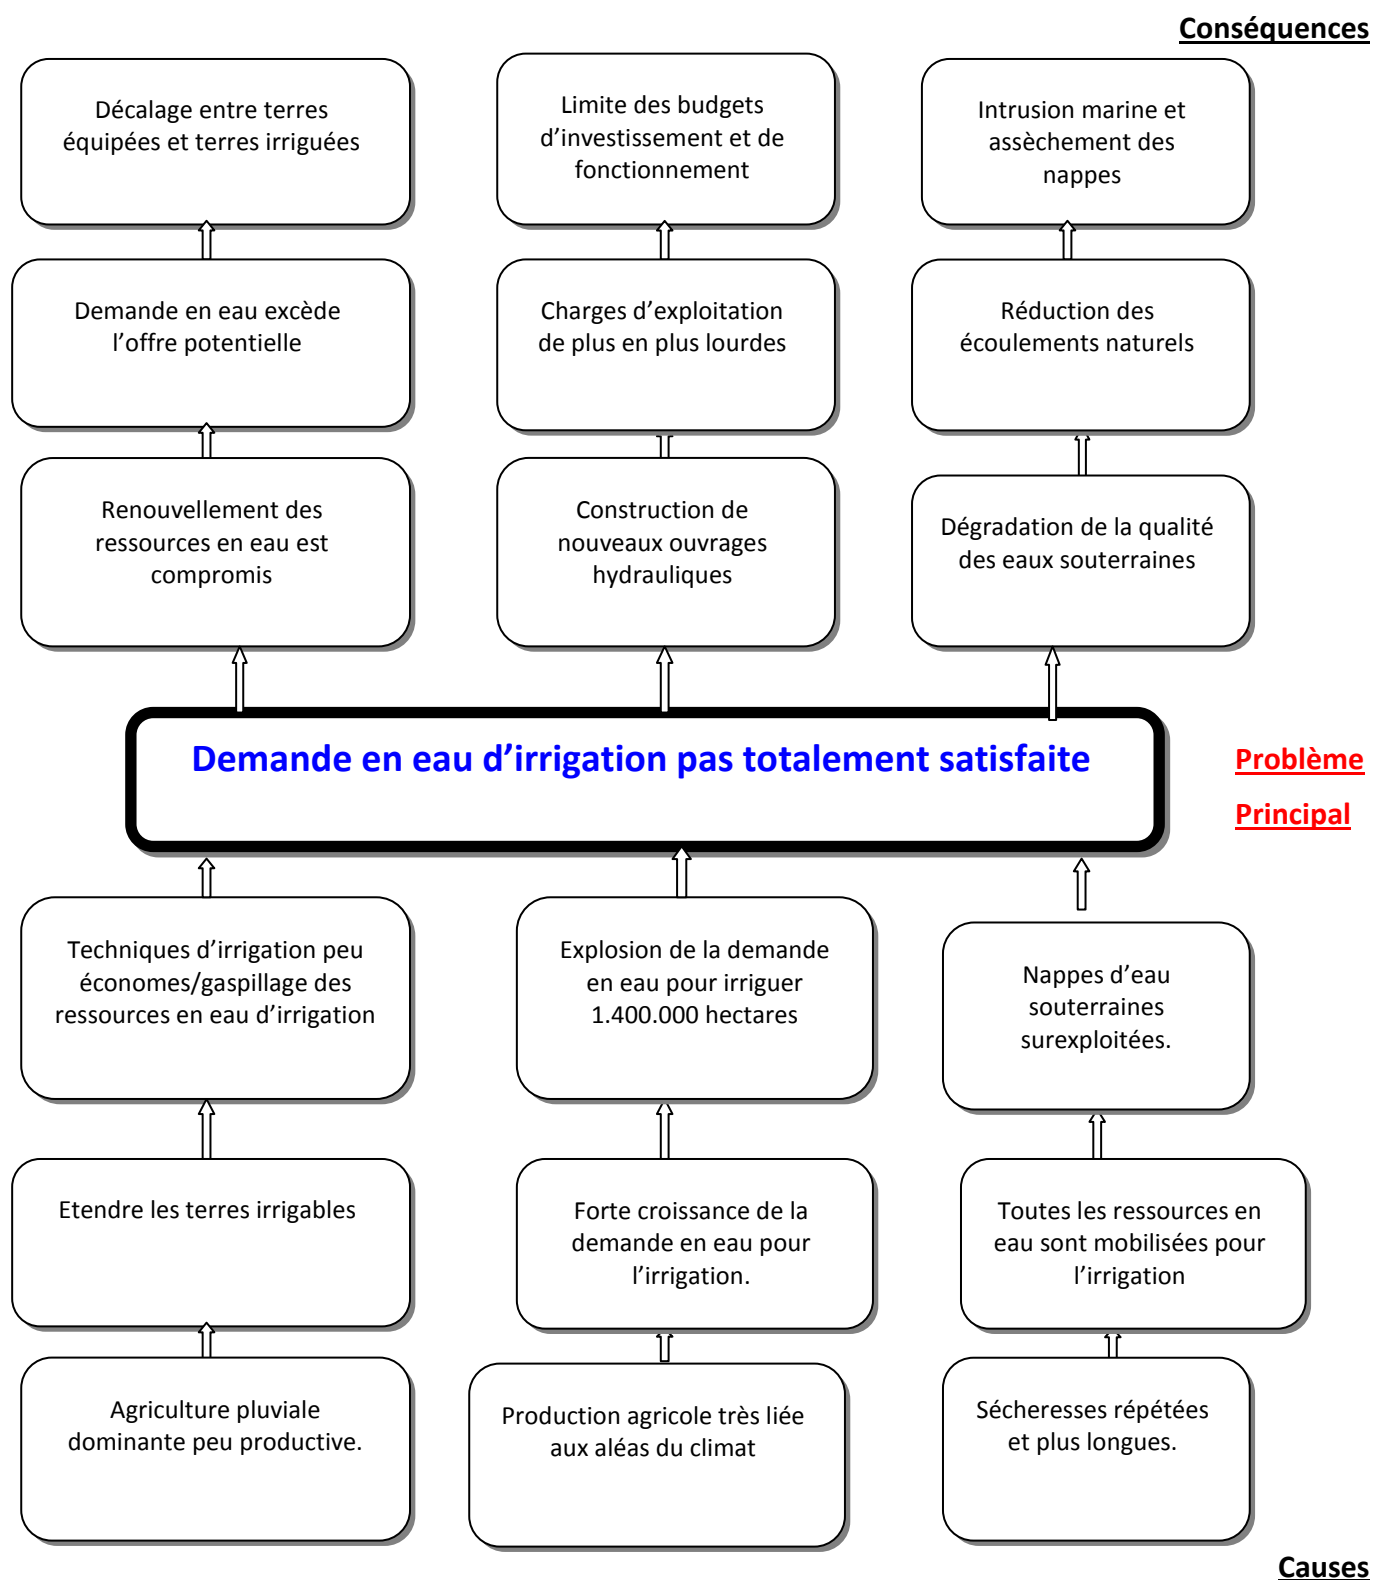 Conséquences
Décalage entre terres
équipées et terres irriguées
Limite des budgets
d’investissement et de
fonctionnement
Intrusion marine et
assèchement des
nappes
Demande en eau excède
l’offre potentielle
Charges d’exploitation
de plus en plus lourdes
Réduction des
écoulements naturels
Renouvellement des
ressources en eau est
compromis
Construction de
nouveaux ouvrages
hydrauliques
Dégradation de la qualité
des eaux souterraines
Demande en eau d’irrigation pas totalement satisfaite
Problème
Principal
Techniques d’irrigation peu
économes/gaspillage des
ressources en eau d’irrigation
Explosion de la demande
en eau pour irriguer
1.400.000 hectares
Nappes d’eau
souterraines
surexploitées.
Etendre les terres irrigables
Forte croissance de la
demande en eau pour
l’irrigation.
Toutes les ressources en
eau sont mobilisées pour
l’irrigation
Agriculture pluviale
dominante peu productive.
Production agricole très liée
aux aléas du climat
Sécheresses répétées
et plus longues.
Causes